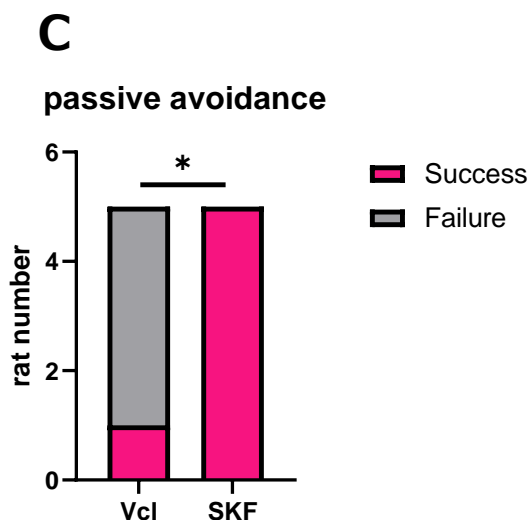 C
passive avoidance
6
4
2
0
rat number
*
Vcl
SKF
Success
Failure